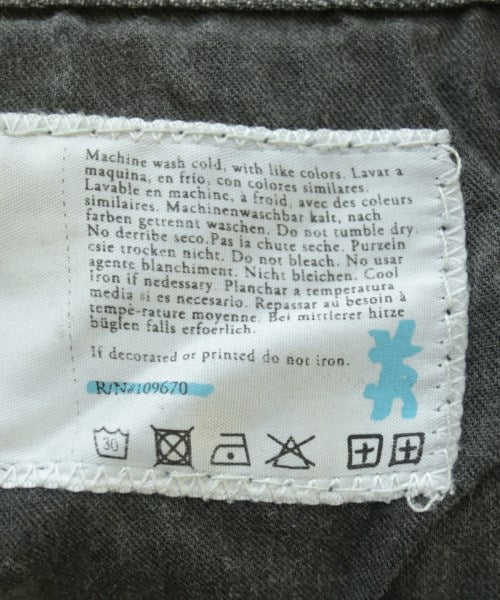 Machine wash cold, with like colors. Lavar a
maquina, en frio, con colores similares.
Lavable en machine, à froid, avec des coleurs
similaires. Machinenwaschbar kalt, nach
farben getrennt waschen. Do not tumble dry.
No derribe seco. Pas la chute seche. Purzeln
csie trocken nicht. Do not bleach. No usar
agente blanchiment. Nicht bleichen. Cool
iron if nedessary. Planchar a temperatura
media si es necesario. Repassar au besoin à
tempé-rature moyenne. Bei mittlerer hitze
büglen falls erfoerlich.
If decorated or printed do not iron.
R/N#109670
30